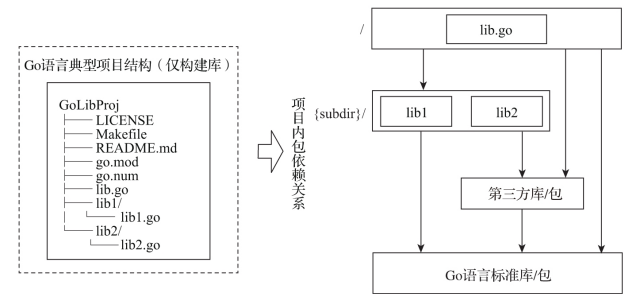 Go语言典型项目结构（仅构建库）
GoLibProj
LICENSE
Makefile
README.md
go.mod
go.num
lib.go
lib1/
lib1.go
lib2/
lib2.go
项目内包依赖关系
/
lib.go
{subdir}/
lib1
lib2
第三方库/包
Go语言标准库/包